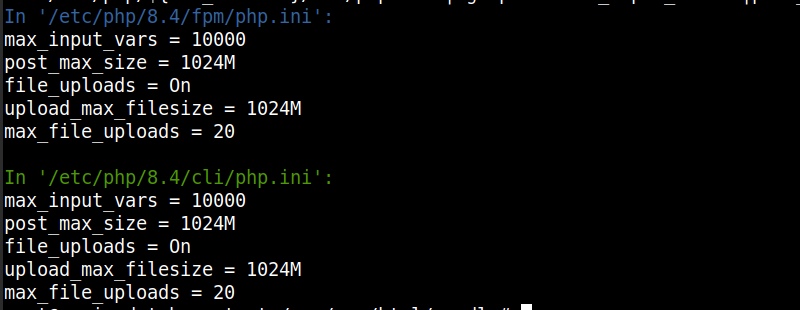 In '/etc/php/8.4/fpm/php.ini':
max_input_vars = 10000
post_max_size = 1024M
file_uploads = On
upload_max_filesize = 1024M
max_file_uploads = 20
In '/etc/php/8.4/cli/php.ini':
max_input_vars = 10000
post_max_size = 1024M
file_uploads = On
upload_max_filesize = 1024M
max_file_uploads = 20